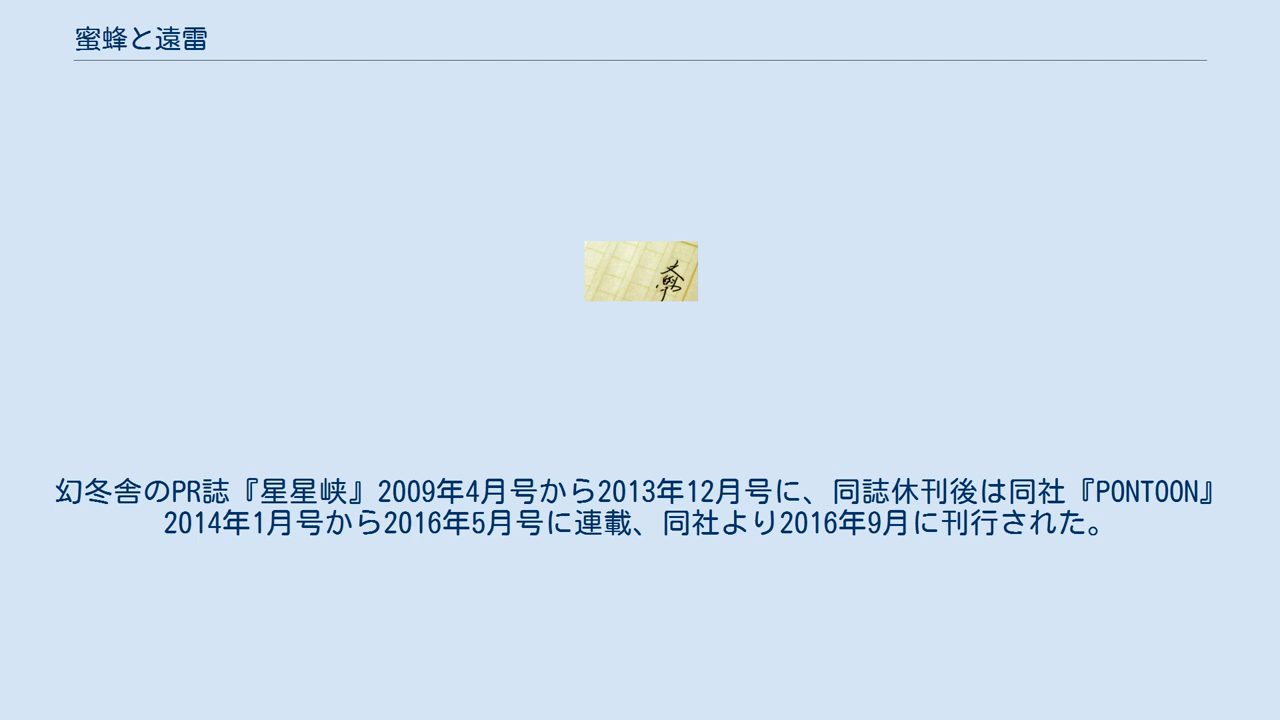 蜜蜂と遠雷
幻冬舎のPR誌『星星峡』2009年4月号から2013年12月号に、同誌休刊後は同社『PONTOON』
2014年1月号から2016年5月号に連載、同社より2016年9月に刊行された。